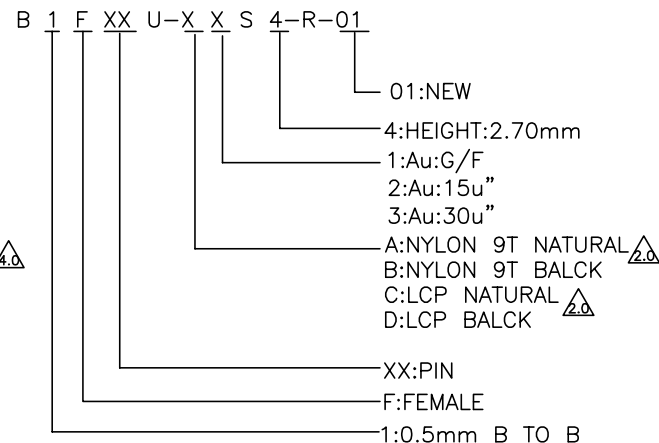 B 1 F XX U-X X S 4-R-01
01:NEW
4:HEIGHT:2.70mm
1:Au:G/F
2:Au:15u"
3:Au:30u"
A:NYLON 9T NATURAL 2.0
4.0
B:NYLON 9T BALCK
C:LCP NATURAL 2.0
D:LCP BALCK
XX:PIN
F:FEMALE
1:0.5mm B TO B